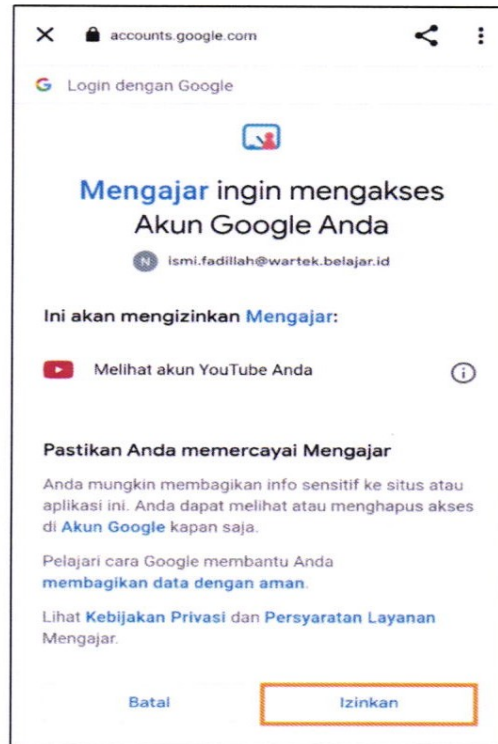 accounts.google.com
G Login dengan Google
Mengajar ingin mengakses
Akun Google Anda
N ismi.fadillah@wartek.belajar.id
Ini akan mengizinkan Mengajar:
Melihat akun YouTube Anda
Pastikan Anda memercayai Mengajar
Anda mungkin membagikan info sensitif ke situs atau
aplikasi ini. Anda dapat melihat atau menghapus akses
di Akun Google kapan saja.
Pelajari cara Google membantu Anda
membagikan data dengan aman.
Lihat Kebijakan Privasi dan Persyaratan Layanan
Mengajar.
Batal Izinkan